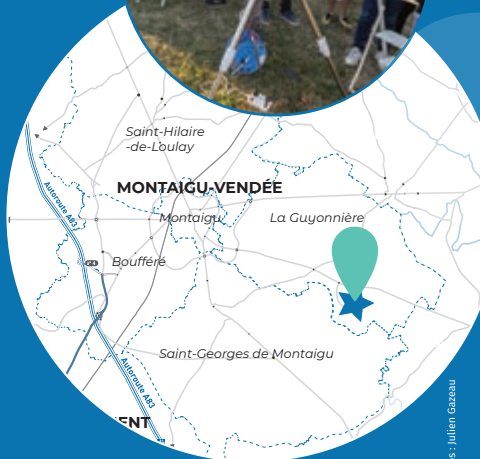 Saint-Hilaire
-de-Loulay
MONTAIGU-VENDÉE
Montaigu
La Guyonnière
Autoroute A83
Boufféré
Saint-Georges de Montaigu
Autoroute A83
ENT
s : Julien Gazeau